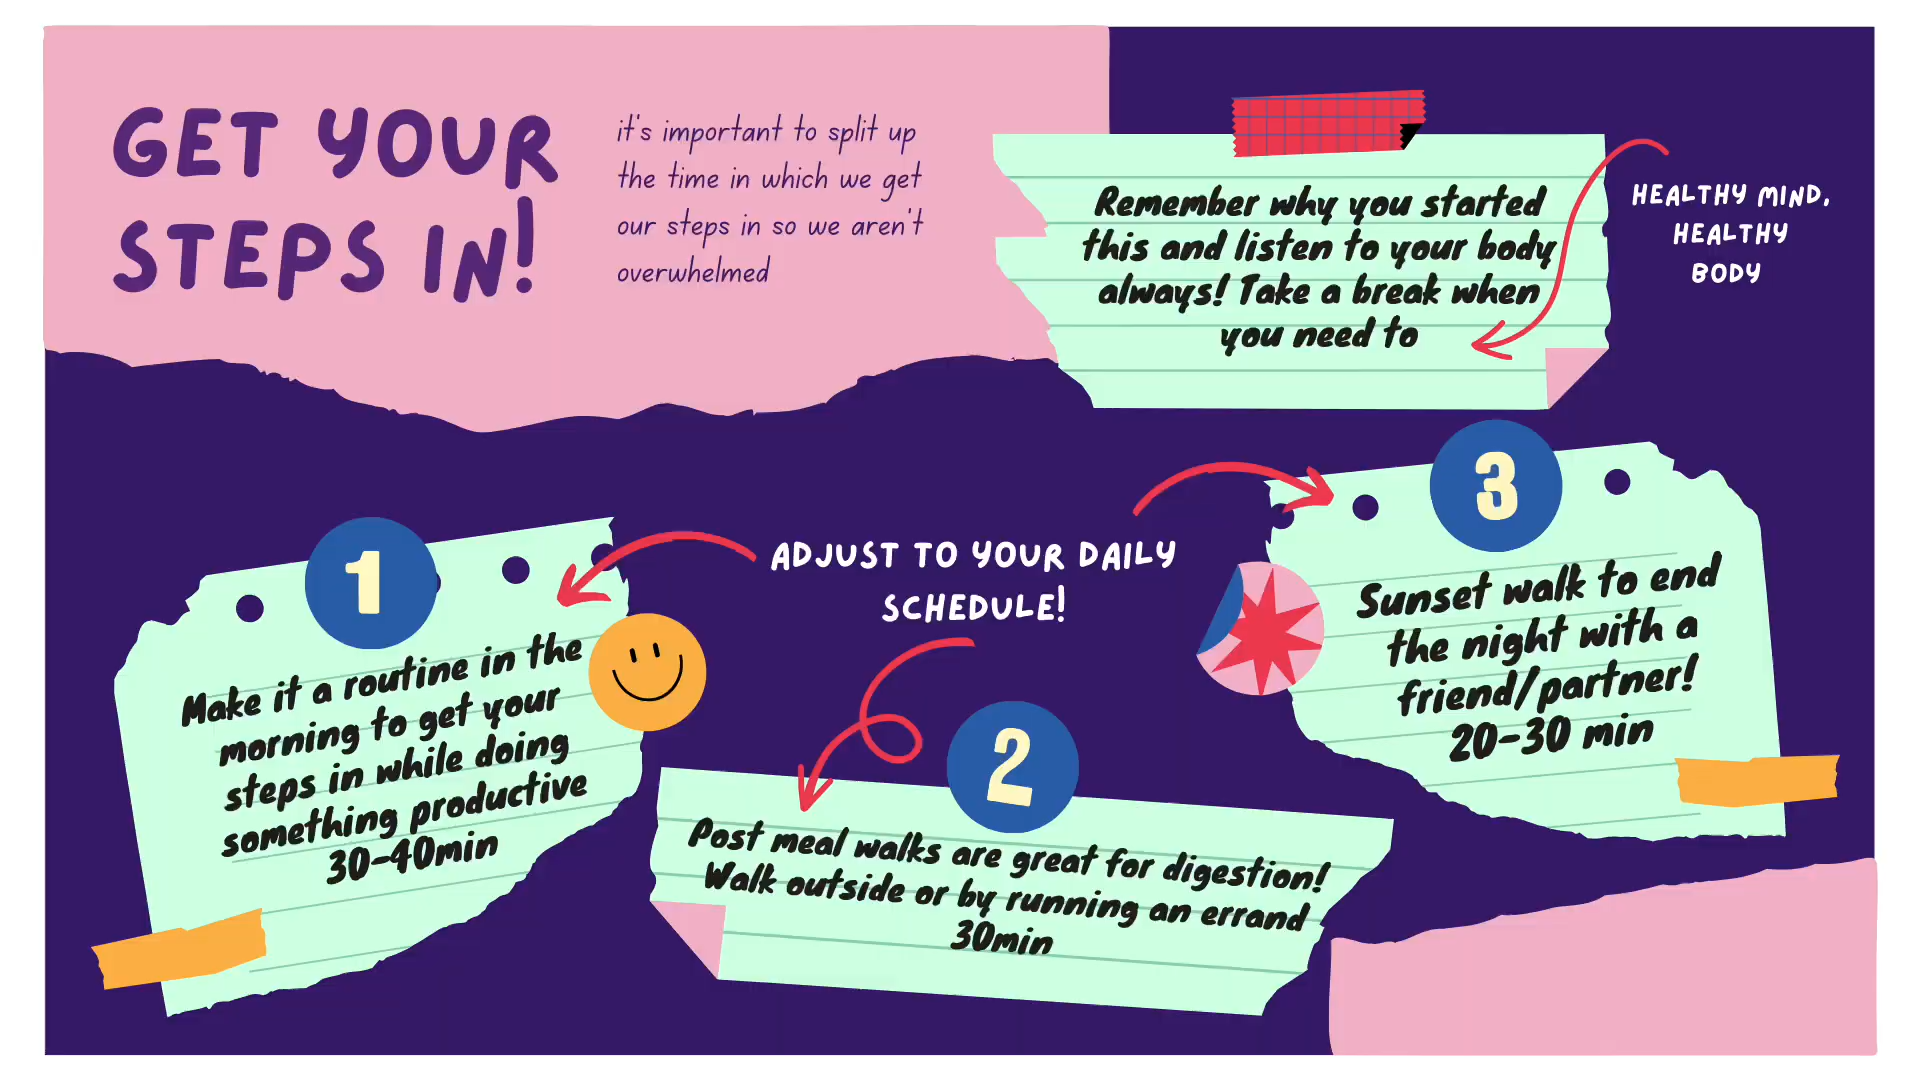 GET YOUR
STEPS IN!
it's important to split up
the time in which we get
our steps in so we aren't
overwhelmed
Remember why you started
this and listen to your body
always! Take a break when
you need to
HEALTHY MIND,
HEALTHY
BODY
ADJUST TO YOUR DAILY
SCHEDULE!
1
Make it a routine in the
morning to get your
steps in while doing
something productive
30-40min
2
Post meal walks are great for digestion!
Walk outside or by running an errand
30min
3
Sunset walk to end
the night with a
friend/partner!
20-30 min